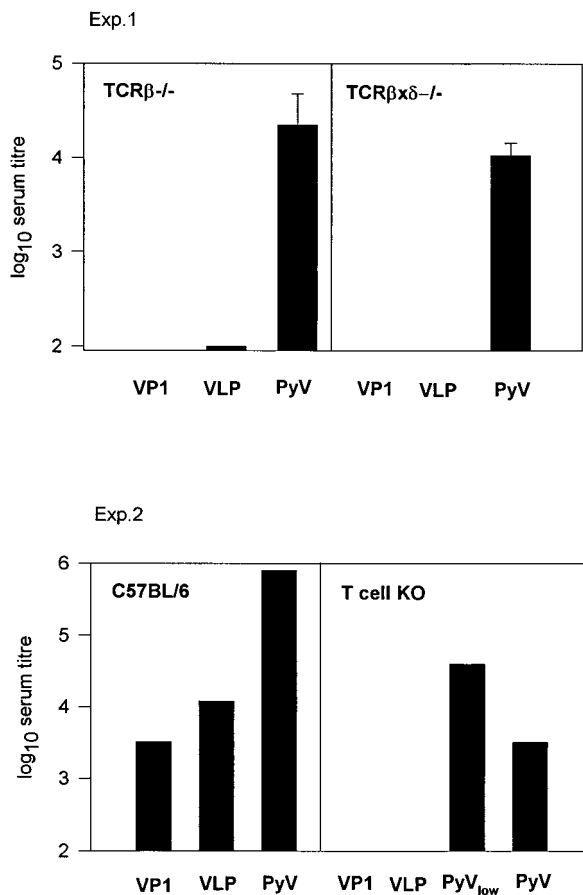 Exp.1
log10 serum titre
5
4
3
2
TCRβ-/-
TCRβxδ–/-
VP1 VLP PyV VP1 VLP PyV
Exp.2
log10 serum titre
6
5
4
3
2
C57BL/6
T cell KO
VP1 VLP PyV VP1 VLP PyVlow PyV